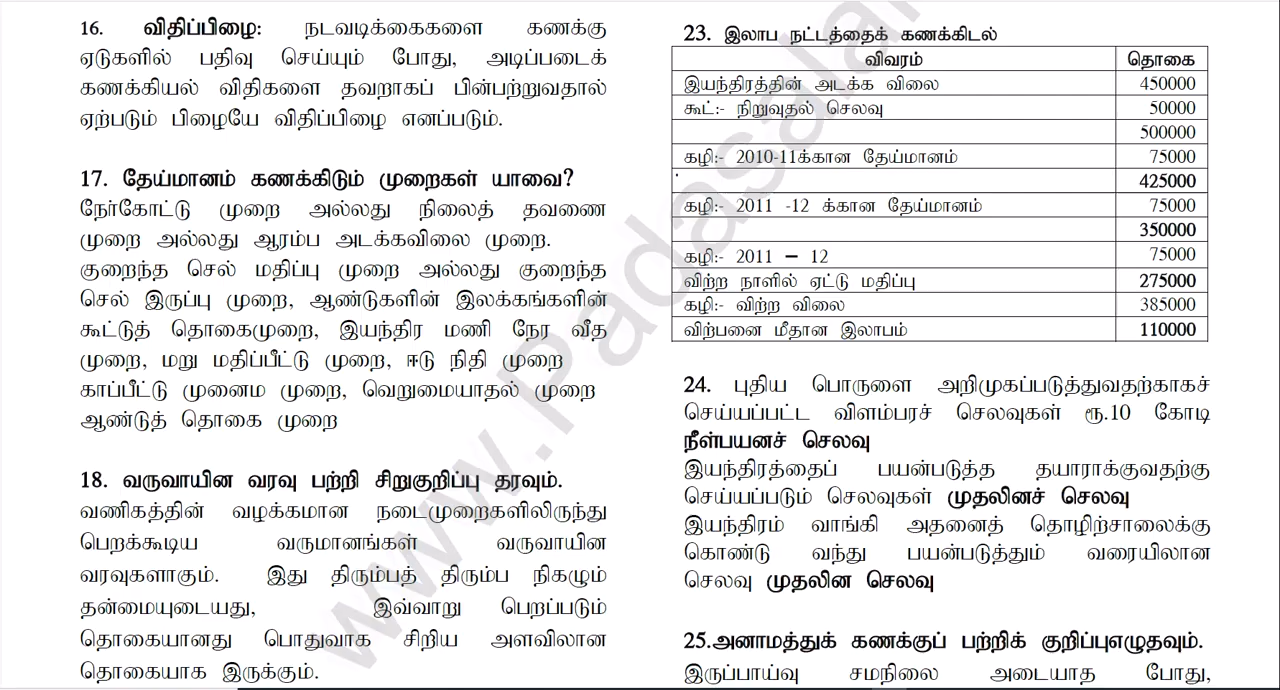 16. விதிப்பிழை: நடவடிக்கைகளை கணக்கு
ஏடுகளில் பதிவு செய்யும் போது, அடிப்படைக்
கணக்கியல் விதிகளை தவறாகப் பின்பற்றுவதால்
ஏற்படும் பிழையே விதிப்பிழை எனப்படும்.
17. தேய்மானம் கணக்கிடும் முறைகள் யாவை?
நேர்கோட்டு முறை அல்லது நிலைத் தவணை
முறை அல்லது ஆரம்ப அடக்கவிலை முறை.
குறைந்த செல் மதிப்பு முறை அல்லது குறைந்த
செல் இருப்பு முறை, ஆண்டுகளின் இலக்கங்களின்
கூட்டுத் தொகைமுறை, இயந்திர மணி நேர வீத
முறை, மறு மதிப்பீட்டு முறை, ஈடு நிதி முறை
காப்பீட்டு முனைம முறை, வெறுமையாதல் முறை
ஆண்டுத் தொகை முறை
18. வருவாயின வரவு பற்றி சிறுகுறிப்பு தரவும்.
வணிகத்தின் வழக்கமான நடைமுறைகளிலிருந்து
பெறக்கூடிய வருமானங்கள் வருவாயின
வரவுகளாகும். இது திரும்பத் திரும்ப நிகழும்
தன்மையுடையது, இவ்வாறு பெறப்படும்
தொகையானது பொதுவாக சிறிய அளவிலான
தொகையாக இருக்கும்.
23. இலாப நட்டத்தைக் கணக்கிடல்
விவரம் தொகை
இயந்திரத்தின் அடக்க விலை 450000
கூட்:- நிறுவுதல் செலவு 50000
500000
கழி:- 2010-11க்கான தேய்மானம் 75000
425000
கழி:- 2011 -12 க்கான தேய்மானம் 75000
350000
கழி:- 2011 – 12 75000
விற்ற நாளில் ஏட்டு மதிப்பு 275000
கழி:- விற்ற விலை 385000
விற்பனை மீதான இலாபம் 110000
24. புதிய பொருளை அறிமுகப்படுத்துவதற்காகச்
செய்யப்பட்ட விளம்பரச் செலவுகள் ரூ.10 கோடி
நீள்பயனச் செலவு
இயந்திரத்தைப் பயன்படுத்த தயாராக்குவதற்கு
செய்யப்படும் செலவுகள் முதலினச் செலவு
இயந்திரம் வாங்கி அதனைத் தொழிற்சாலைக்கு
கொண்டு வந்து பயன்படுத்தும் வரையிலான
செலவு முதலின செலவு
25.அனாமத்துக் கணக்குப் பற்றிக் குறிப்புஎழுதவும்.
இருப்பாய்வு சமநிலை அடையாத போது,
www.Padasalai